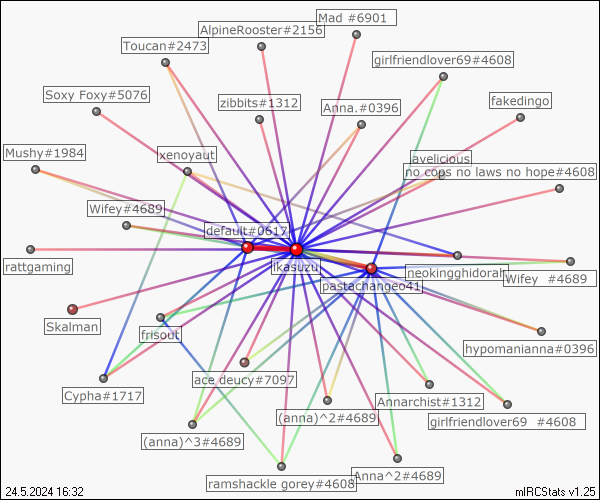 Mad #6901
AlpineRooster#2156
Toucan#2473
girlfriendlover69#4608
Soxy Foxy#5076
zibbits#1312
Anna.#0396
fakedingo
Mushy#1984
xenoyaut
javelicious
no cops no laws no hope#4608
Wifey#4689
default#0617
rattgaming
ikasuzu
neokingghidorah
Wifey #4689
pastachangeo41
Skalman
frisout
hypomanianna#0396
ace deucy#7097
Cypha#1717
Annarchist#1312
(anna)^2#4689
girlfriendlover69 #4608
(anna)^3#4689
ramshackle gorey#4608
Anna^2#4689
24.5.2024 16:32
mIRCStats v1.25